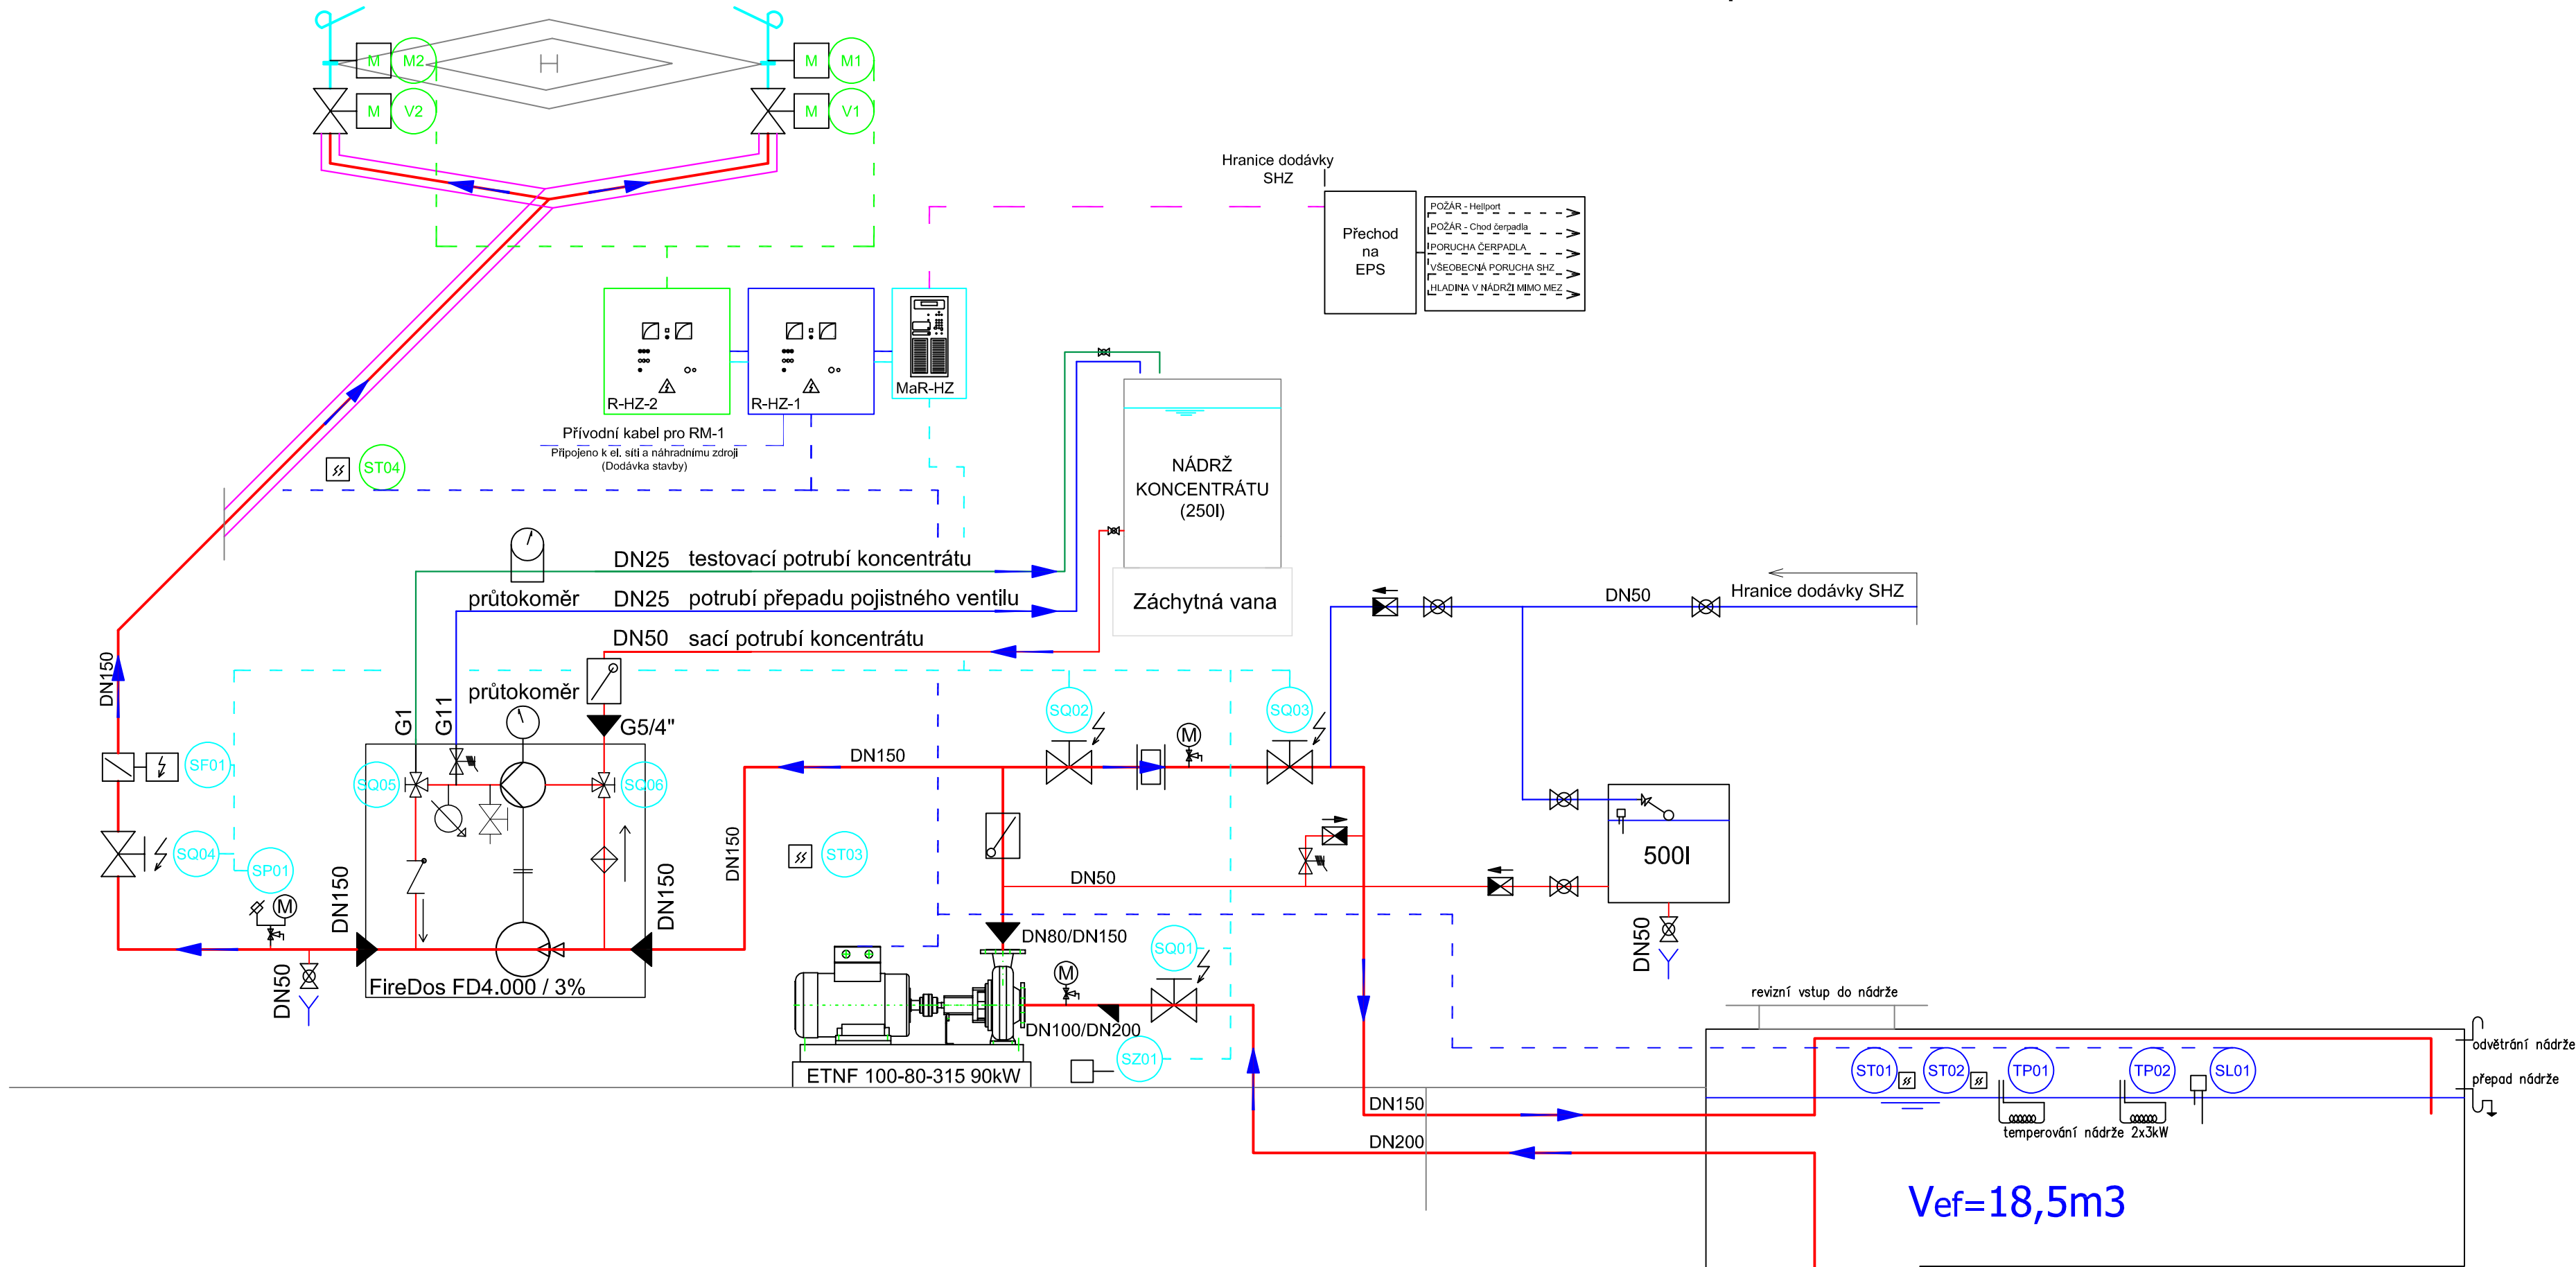 M
M2
H
M
M1
M
V2
M
V1
Hranice dodávky
SHZ
Přechod
na
EPS
POŽÁR - Heliport
POŽÁR - Chod čerpadla
PORUCHA ČERPADLA
VŠEOBECNÁ PORUCHA SHZ
HLADINA V NÁDRŽI MIMO MEZ
R-HZ-2
R-HZ-1
MaR-HZ
Přívodní kabel pro RM-1
Připojeno k el. síti a náhradnímu zdroji
(Dodávka stavby)
ST04
NÁDRŽ
KONCENTRÁTU
(250l)
Záchytná vana
DN25 testovací potrubí koncentrátu
průtokoměr
DN25 potrubí přepadu pojistného ventilu
DN50 sací potrubí koncentrátu
DN50
Hranice dodávky SHZ
DN150
průtokoměr
G1
G11
G5/4"
SQ02
SQ03
M
DN150
SF01
SQ05
SQ06
SQ04
SP01
M
DN150
DN150
DN150
ST03
500l
DN50
DN50
DN50
FireDos FD4.000 / 3%
DN80/DN150
SQ01
M
DN100/DN200
SZ01
ETNF 100-80-315 90kW
revizní vstup do nádrže
odvětrání nádrže
přepad nádrže
ST01
ST02
TP01
TP02
SL01
DN150
temperování nádrže 2x3kW
DN200
Vef=18,5m3